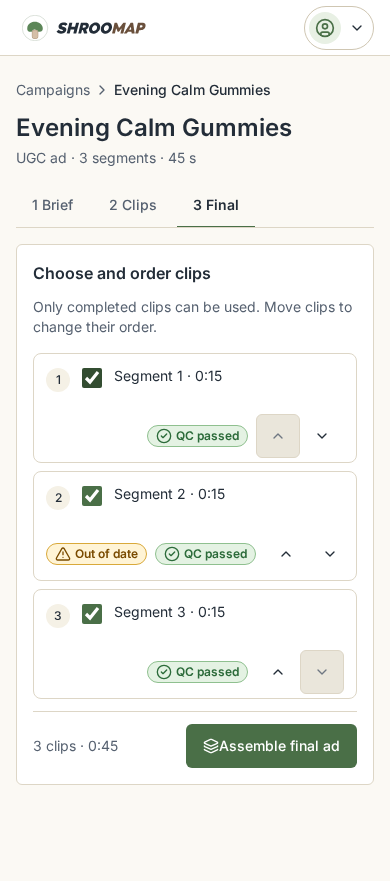 SHROOMAP
Campaigns > Evening Calm Gummies
Evening Calm Gummies
UGC ad · 3 segments · 45 s
1 Brief 2 Clips 3 Final
Choose and order clips
Only completed clips can be used. Move clips to
change their order.
1 Segment 1 · 0:15
QC passed
2 Segment 2 · 0:15
Out of date QC passed
3 Segment 3 · 0:15
QC passed
3 clips · 0:45 Assemble final ad